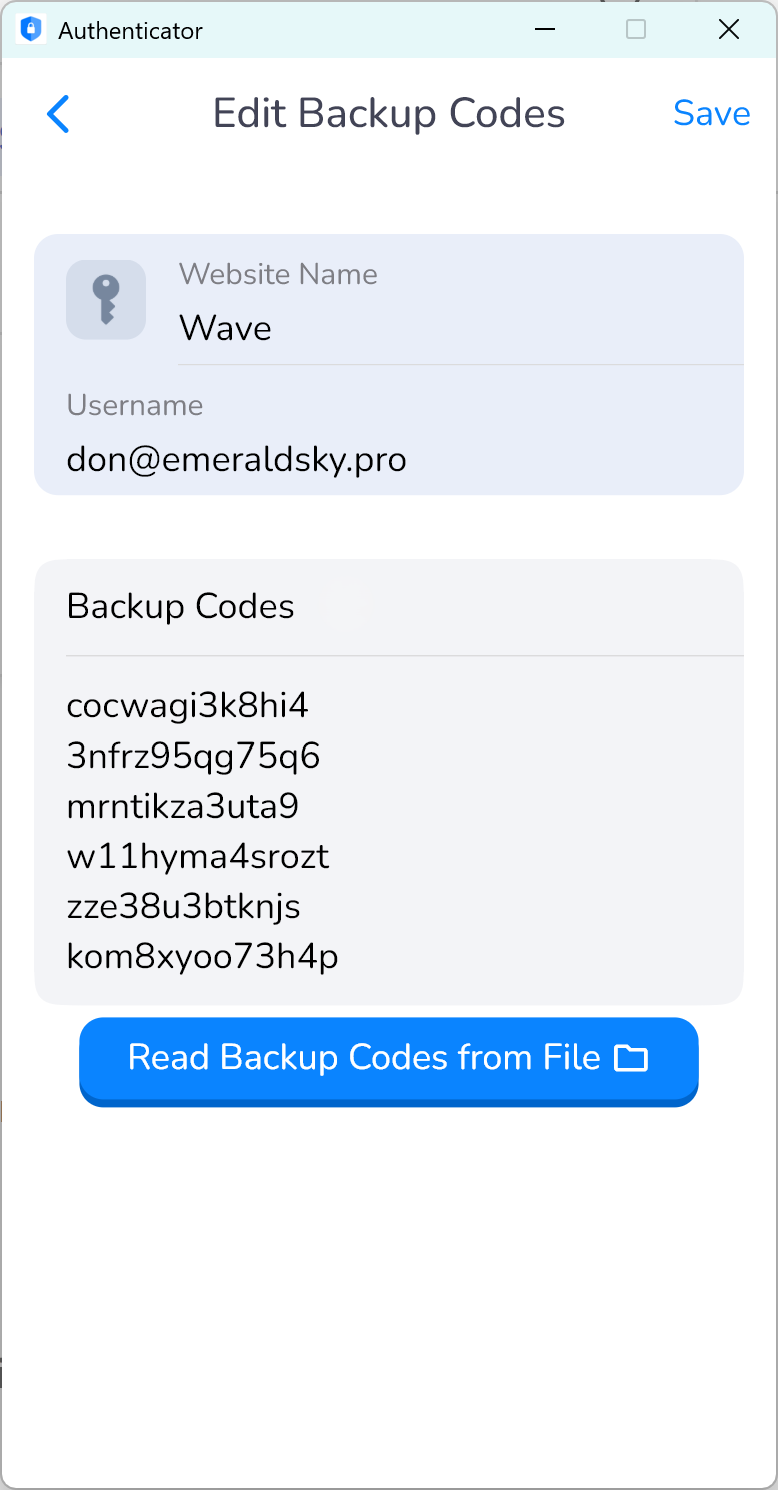 Authenticator
Edit Backup Codes
Save
Website Name
Wave
Username
don@emeraldsky.pro
Backup Codes
cocwagi3k8hi4
3nfrz95qg75q6
mrntikza3uta9
w11hyma4srozt
zze38u3btknjs
kom8xyoo73h4p
Read Backup Codes from File